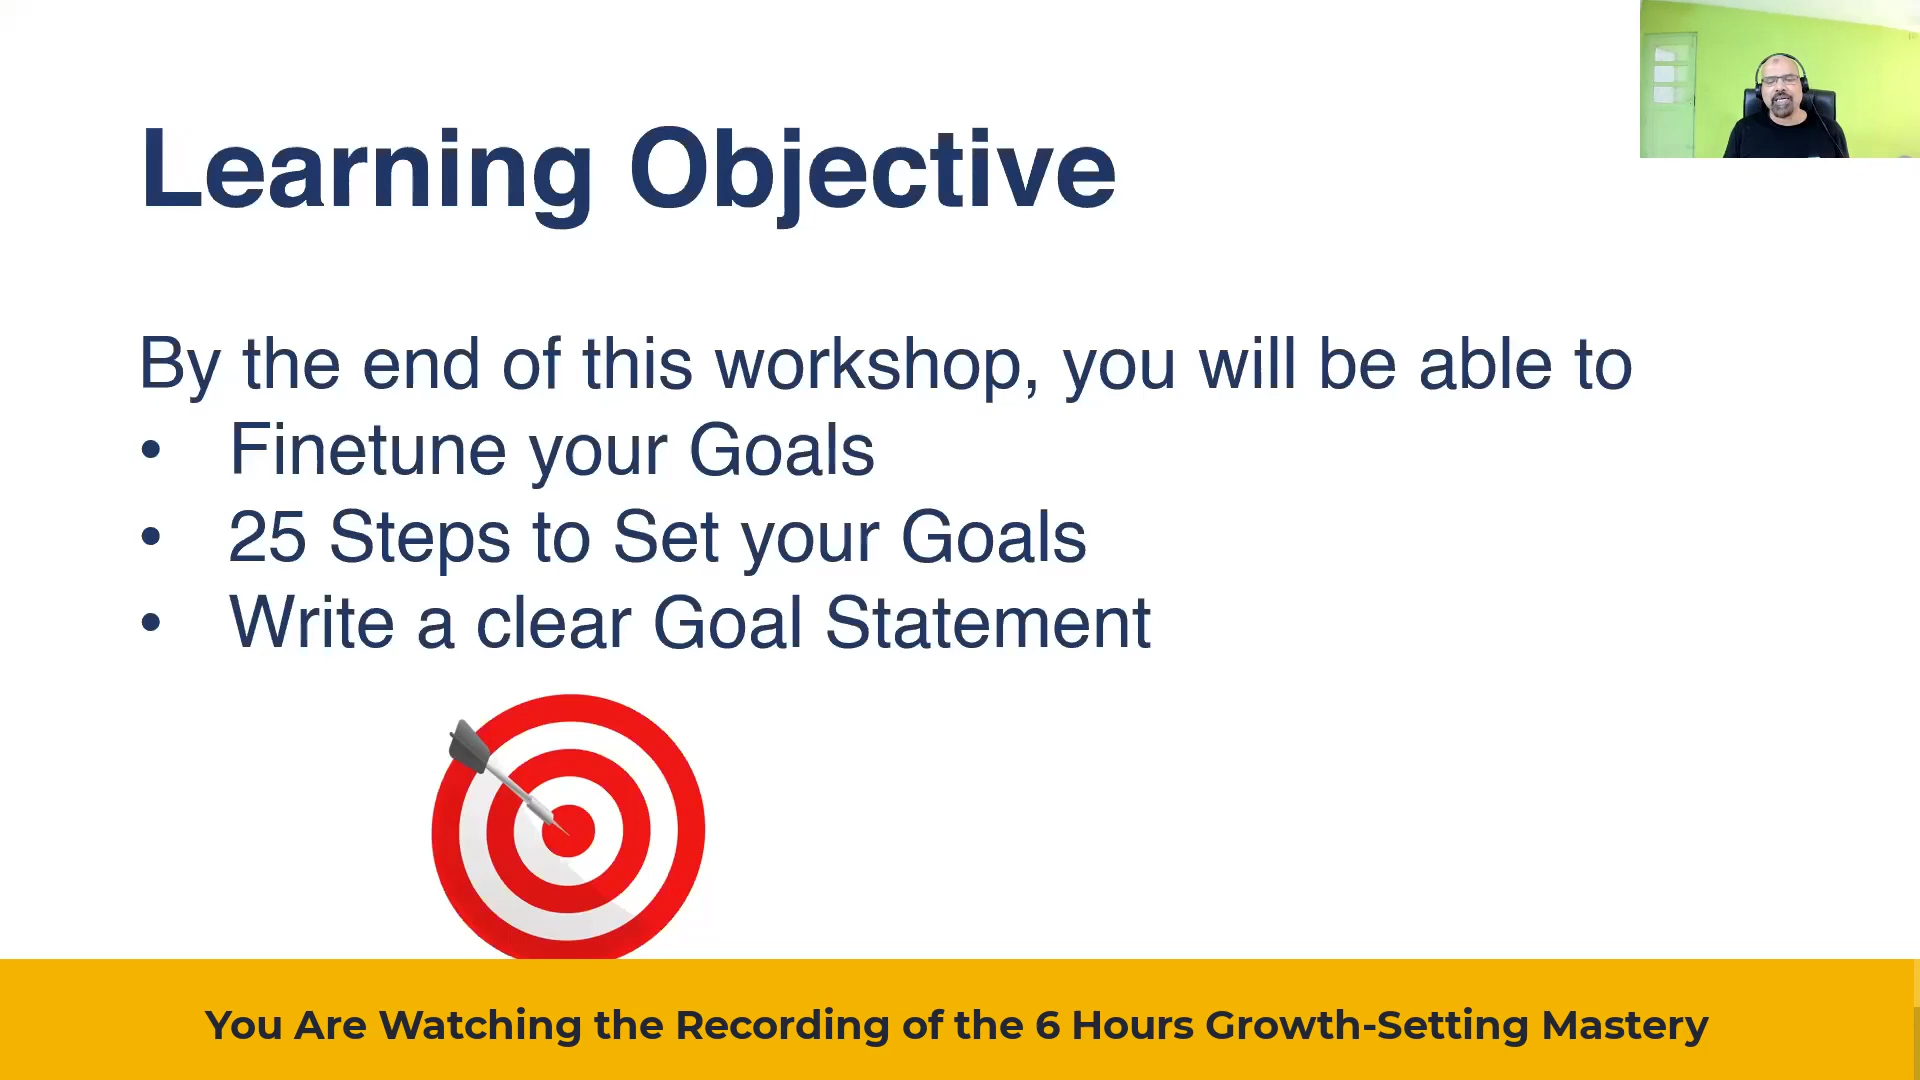 Learning Objective
By the end of this workshop, you will be able to
• Finetune your Goals
• 25 Steps to Set your Goals
• Write a clear Goal Statement
You Are Watching the Recording of the 6 Hours Growth-Setting Mastery